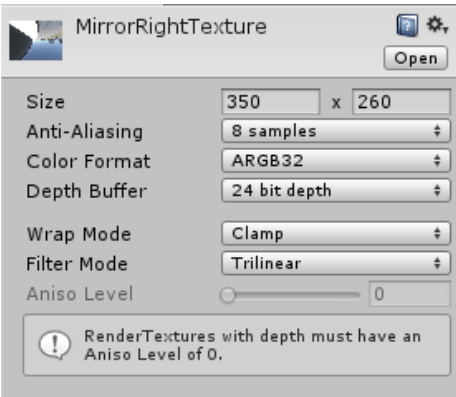 MirrorRightTexture
Open
Size 350 x 260
Anti-Aliasing 8 samples
Color Format ARGB32
Depth Buffer 24 bit depth
Wrap Mode Clamp
Filter Mode Trilinear
Aniso Level 0
RenderTextures with depth must have an
Aniso Level of 0.